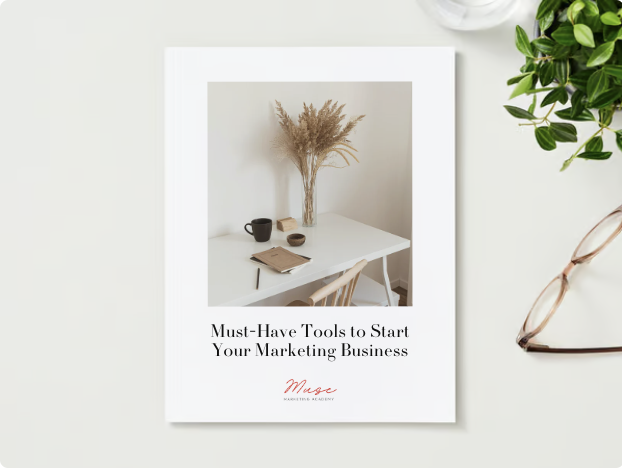 Must-Have Tools to Start
Your Marketing Business
Muse
MARKETING ACADEMY